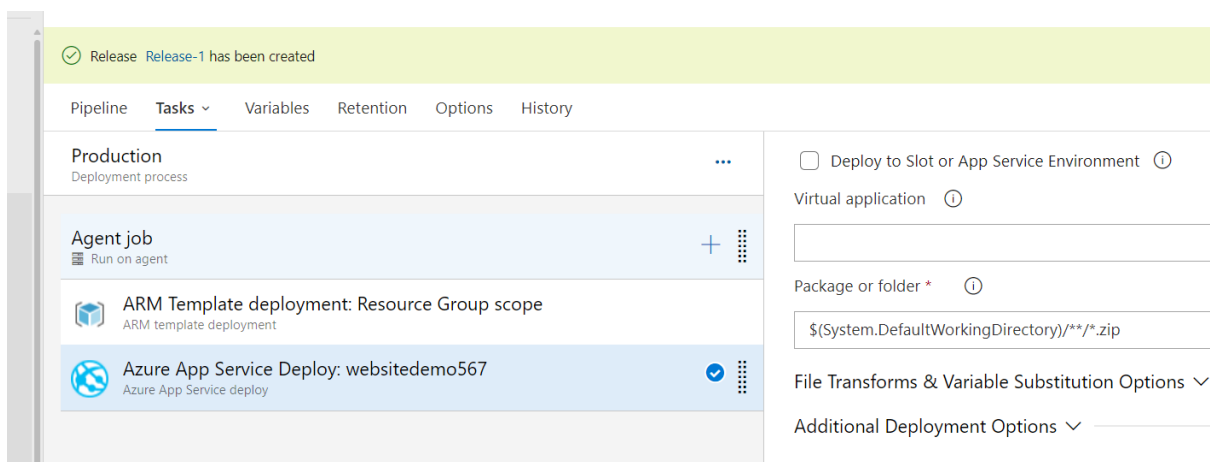 Release Release-1 has been created
Pipeline Tasks Variables Retention Options History
Production
Deployment process
Agent job
Run on agent
ARM Template deployment: Resource Group scope
ARM template deployment
Azure App Service Deploy: websitedemo567
Azure App Service deploy
Deploy to Slot or App Service Environment
Virtual application
Package or folder *
$(System.DefaultWorkingDirectory)/**/*.zip
File Transforms & Variable Substitution Options
Additional Deployment Options